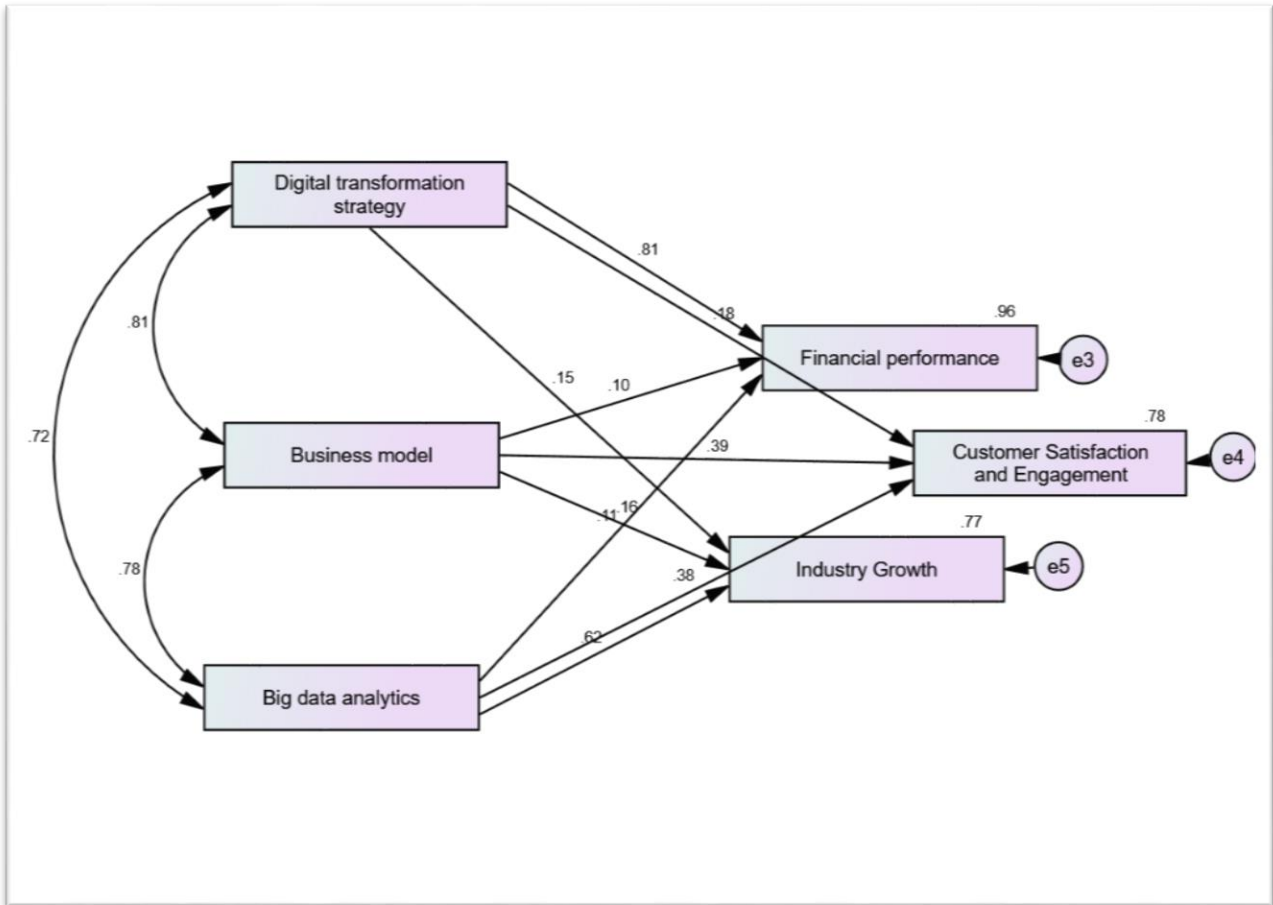 Digital transformation
strategy
.81
.18
.96
.81
Financial performance
e3
.15
.10
.78
.72
Business model
.39
Customer Satisfaction
and Engagement
e4
.11
.16
.77
.78
.38
Industry Growth
e5
.62
Big data analytics